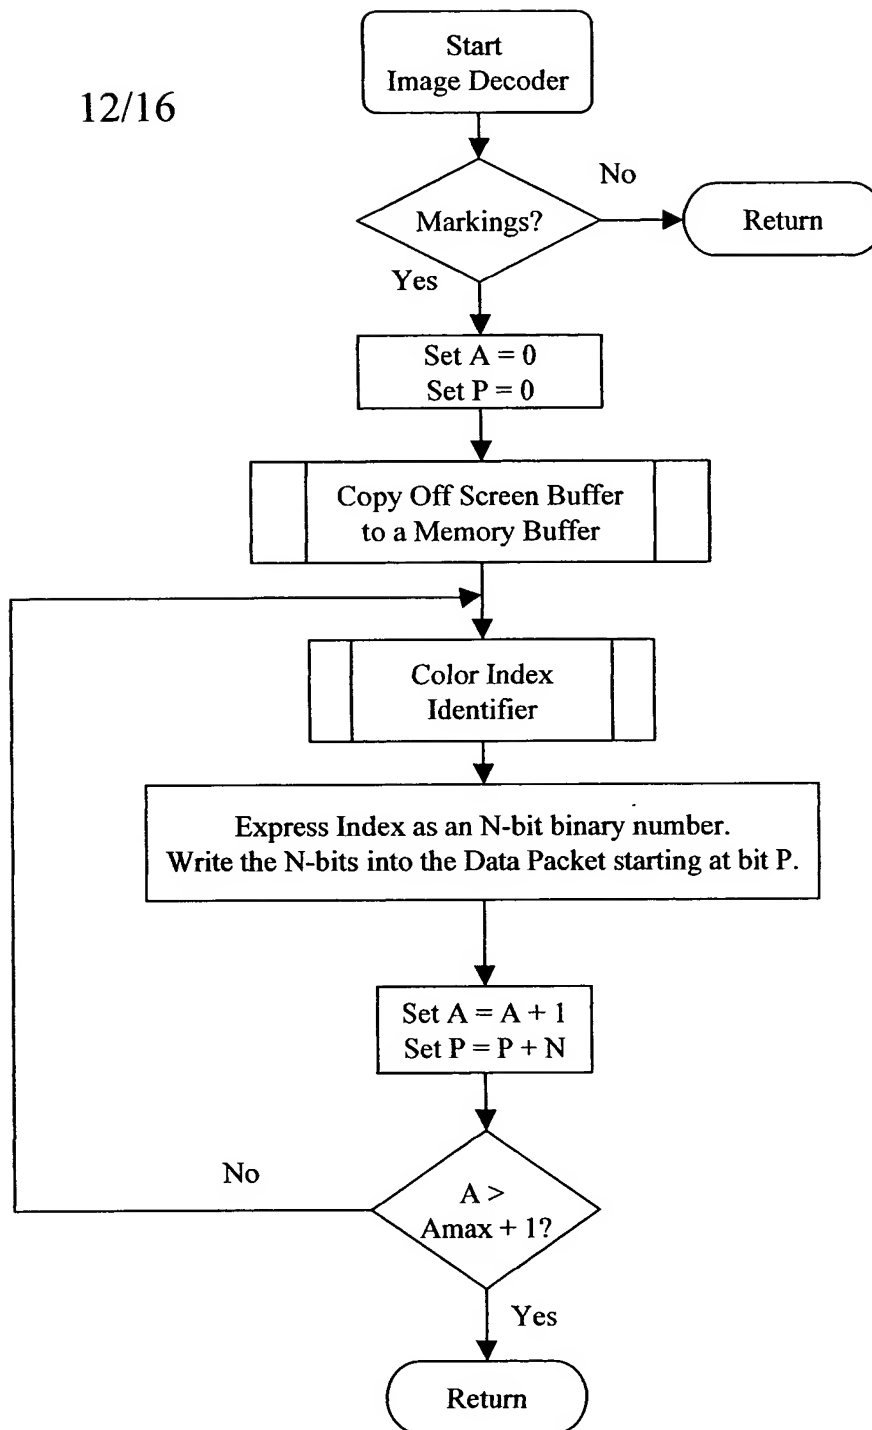 12/16
Start
Image Decoder
Markings?
No
Return
Yes
Set A = 0
Set P = 0
Copy Off Screen Buffer
to a Memory Buffer
Color Index
Identifier
Express Index as an N-bit binary number.
Write the N-bits into the Data Packet starting at bit P.
Set A = A + 1
Set P = P + N
No
A >
Amax + 1?
Yes
Return